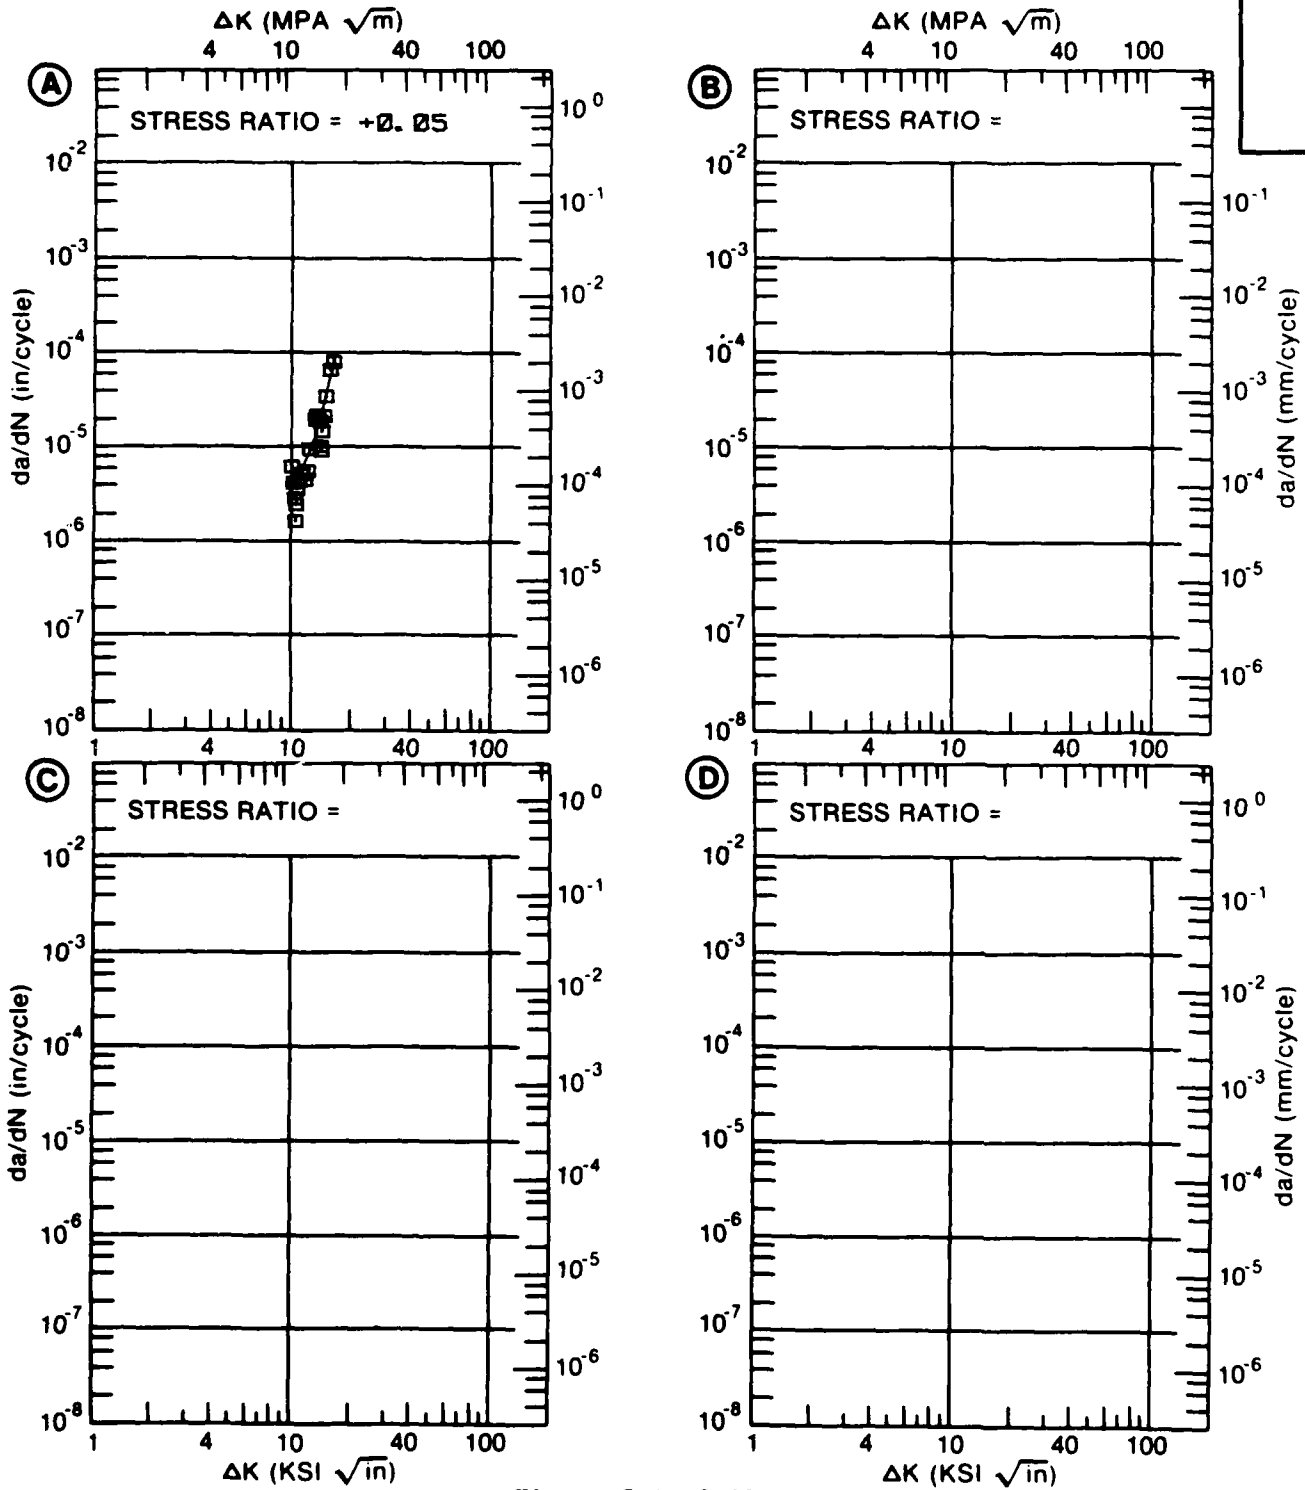 ΔK (MPA √m)
4 10 40 100
ΔK (MPA √m)
4 10 40 100
A
STRESS RATIO = +0.05
10⁻²
10⁻³
10⁻⁴
10⁻⁵
10⁻⁶
10⁻⁷
10⁻⁸
da/dN (in/cycle)
10⁰
10⁻¹
10⁻²
10⁻³
10⁻⁴
10⁻⁵
10⁻⁶
1 4 10 40 100
B
STRESS RATIO =
10⁻²
10⁻³
10⁻⁴
10⁻⁵
10⁻⁶
10⁻⁷
10⁻⁸
10⁻¹
10⁻²
10⁻³
10⁻⁴
10⁻⁵
10⁻⁶
da/dN (mm/cycle)
1 4 10 40 100
C
STRESS RATIO =
10⁻²
10⁻³
10⁻⁴
10⁻⁵
10⁻⁶
10⁻⁷
10⁻⁸
da/dN (in/cycle)
10⁰
10⁻¹
10⁻²
10⁻³
10⁻⁴
10⁻⁵
10⁻⁶
1 4 10 40 100
ΔK (KSI √in)
D
STRESS RATIO =
10⁻²
10⁻³
10⁻⁴
10⁻⁵
10⁻⁶
10⁻⁷
10⁻⁸
10⁰
10⁻¹
10⁻²
10⁻³
10⁻⁴
10⁻⁵
10⁻⁶
da/dN (mm/cycle)
1 4 10 40 100
ΔK (KSI √in)